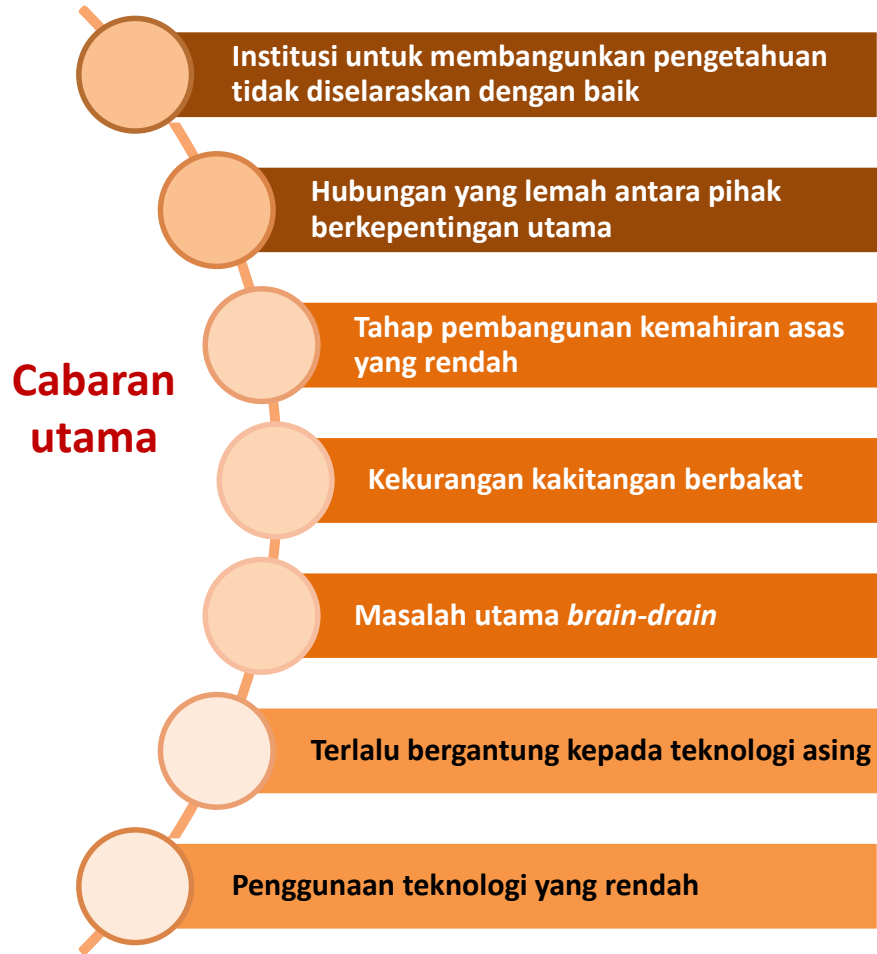 Institusi untuk membangunkan pengetahuan
tidak diselaraskan dengan baik
Hubungan yang lemah antara pihak
berkepentingan utama
Tahap pembangunan kemahiran asas
yang rendah
Cabaran
utama
Kekurangan kakitangan berbakat
Masalah utama brain-drain
Terlalu bergantung kepada teknologi asing
Penggunaan teknologi yang rendah